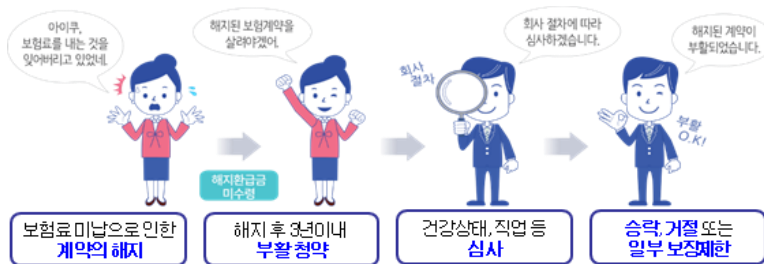 아이쿠,
보험료를 내는 것을
잊어버리고 있었네.
해지된 보험계약을
살려야겠어.
회사 절차에 따라
심사하겠습니다.
해지된 계약이
부활되었습니다.
회사
절차
부활
O.K!
해지환급금
미수령
보험료 미납으로 인한
계약의 해지
해지 후 3년이내
부활 청약
건강상태, 직업 등
심사
승락, 거절 또는
일부 보장제한